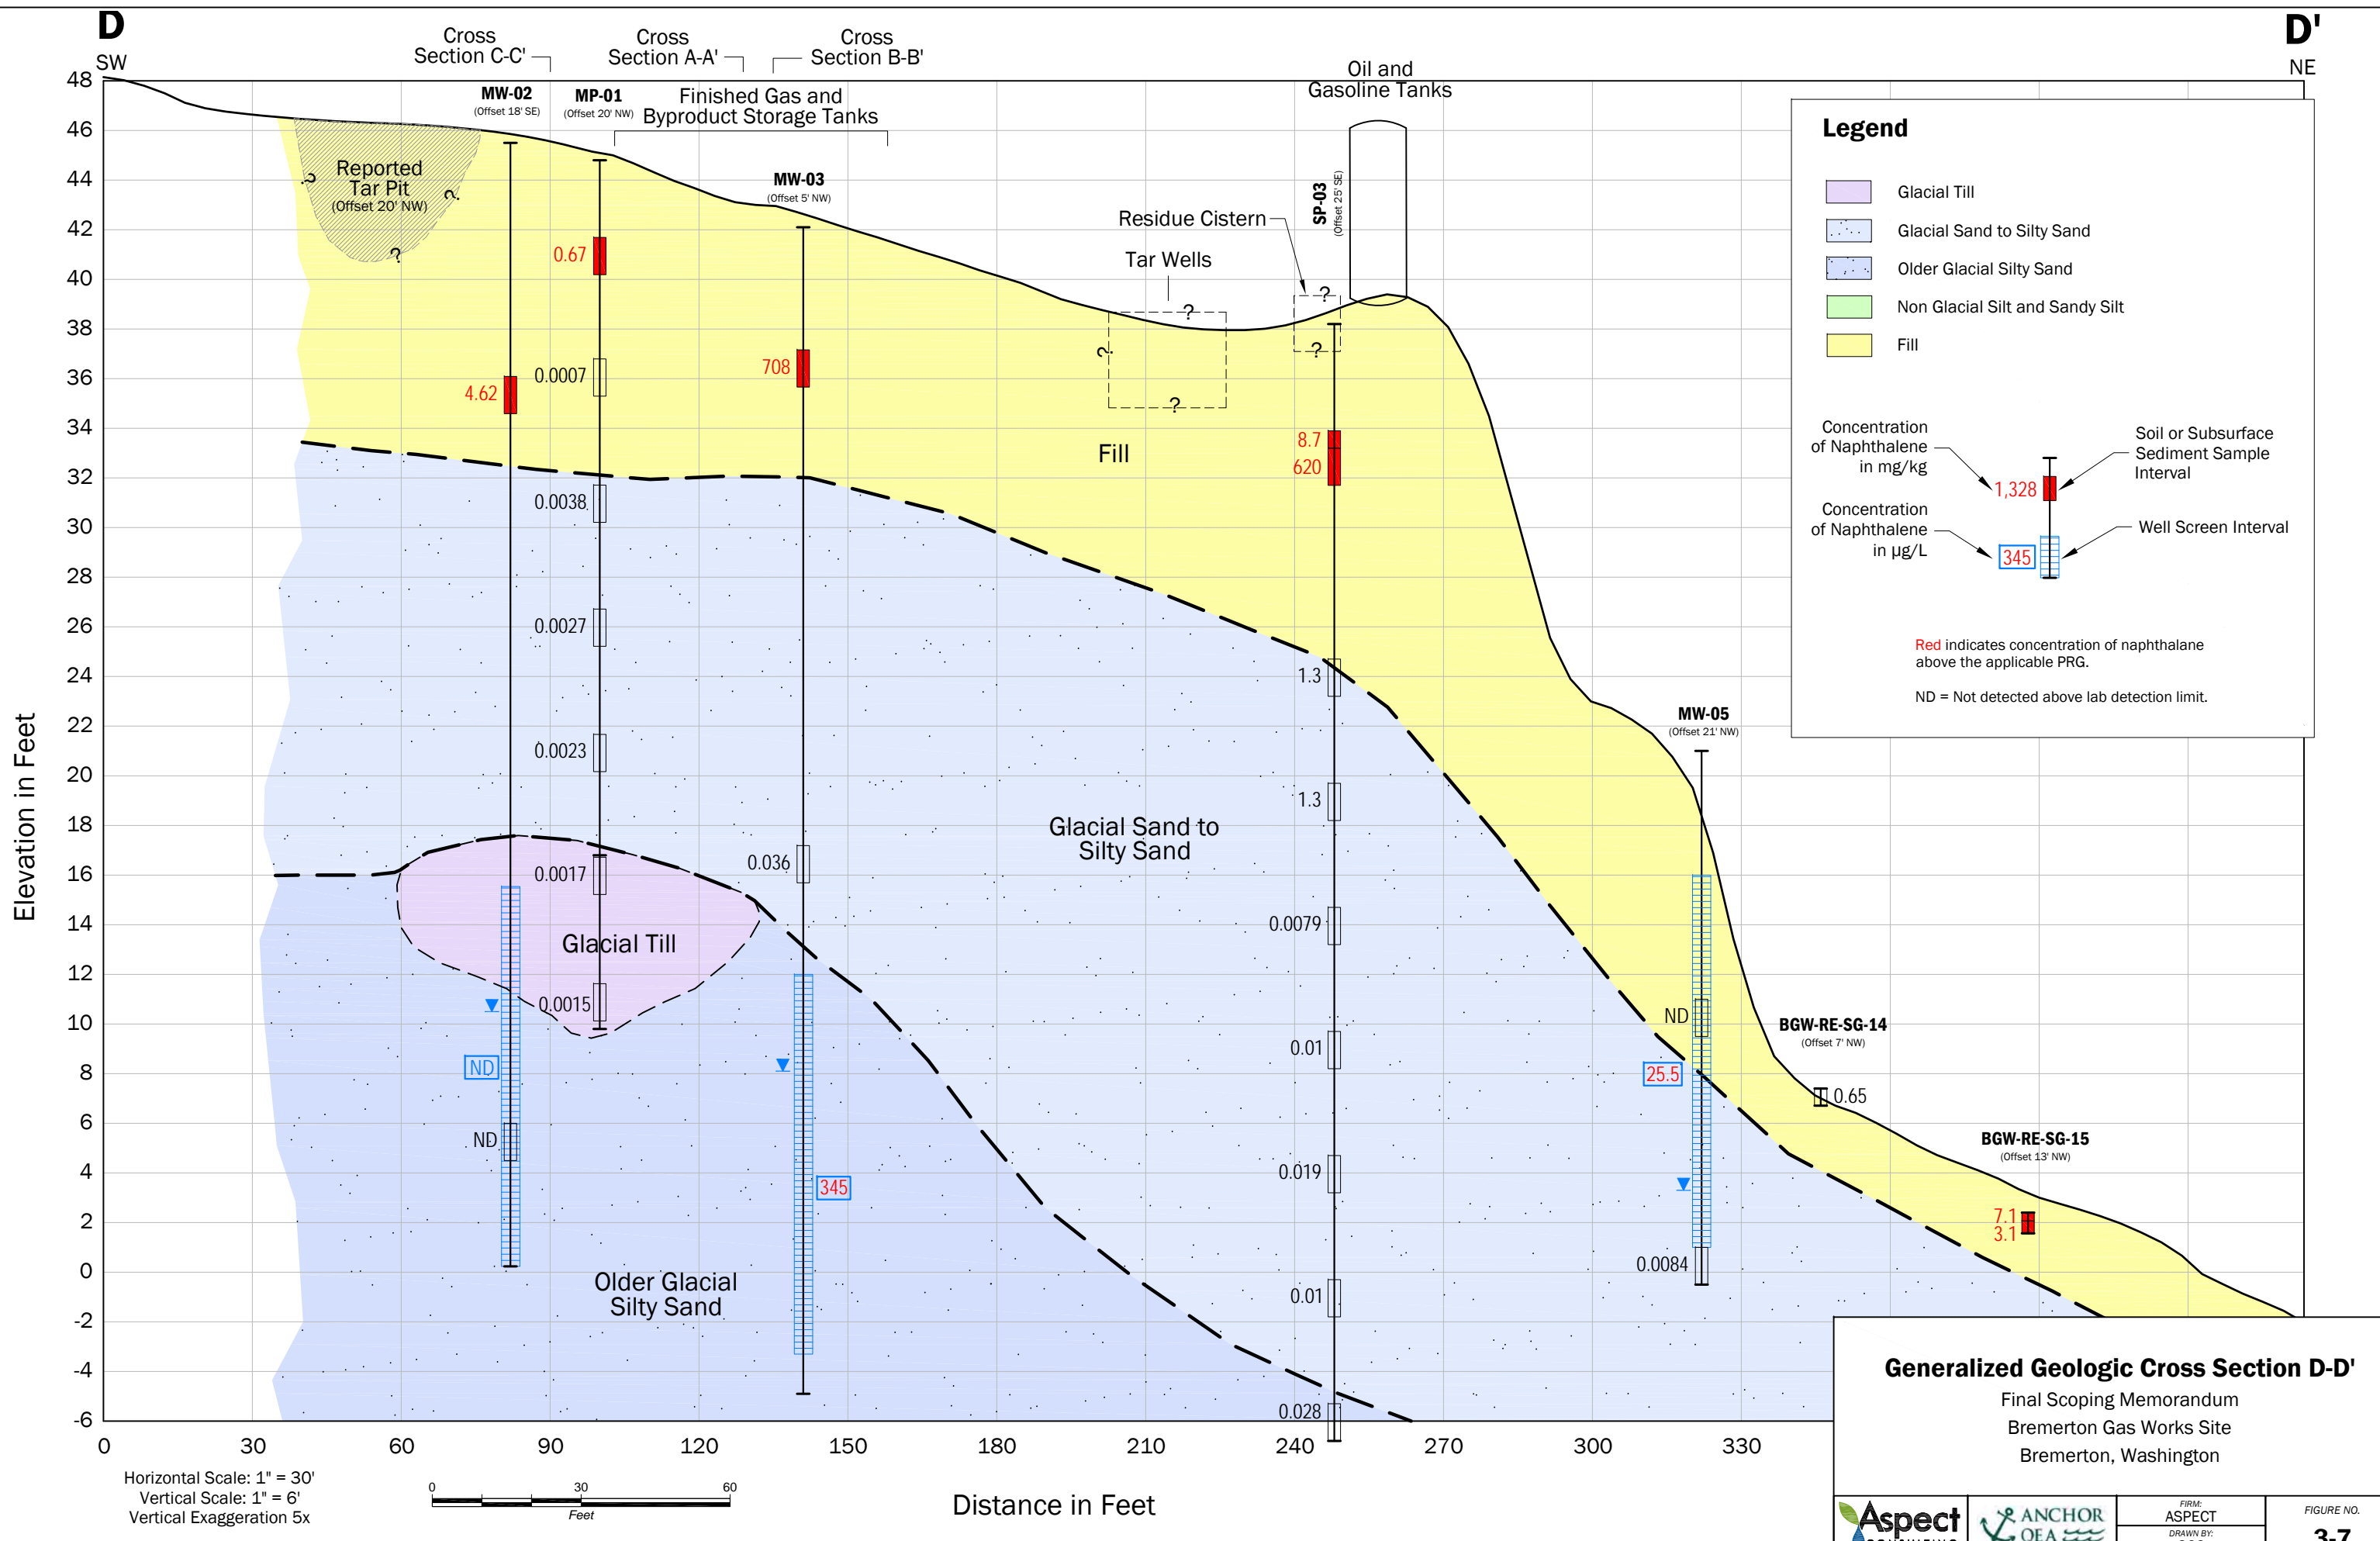 D
D'
SW
NE
Cross
Section C-C'
Cross
Section A-A'
Cross
Section B-B'
Oil and
Gasoline Tanks
MW-02
(Offset 18' SE)
MP-01
(Offset 20' NW)
Finished Gas and
Byproduct Storage Tanks
MW-03
(Offset 5' NW)
Reported
Tar Pit
(Offset 20' NW)
?
?
?
SP-03
(Offset 25' SE)
Residue Cistern
Tar Wells
?
?
?
?
?
Elevation in Feet
48
46
44
42
40
38
36
34
32
30
28
26
24
22
20
18
16
14
12
10
8
6
4
2
0
-2
-4
-6
4.62
ND
ND
0.67
0.0007
0.0038
0.0027
0.0023
0.0017
0.0015
708
0.036
345
8.7
620
1.3
1.3
0.0079
0.01
0.019
0.01
0.028
Fill
Glacial Sand to
Silty Sand
Glacial Till
Older Glacial
Silty Sand
MW-05
(Offset 21' NW)
ND
25.5
0.0084
BGW-RE-SG-14
(Offset 7' NW)
0.65
BGW-RE-SG-15
(Offset 13' NW)
7.1
3.1
Legend
Glacial Till
Glacial Sand to Silty Sand
Older Glacial Silty Sand
Non Glacial Silt and Sandy Silt
Fill
Concentration
of Naphthalene
in mg/kg
1,328
Soil or Subsurface
Sediment Sample
Interval
Concentration
of Naphthalene
in µg/L
345
Well Screen Interval
Red indicates concentration of naphthalane
above the applicable PRG.
ND = Not detected above lab detection limit.
0 30 60 90 120 150 180 210 240 270 300 330
Distance in Feet
Horizontal Scale: 1" = 30'
Vertical Scale: 1" = 6'
Vertical Exaggeration 5x
0 30 60
Feet
Generalized Geologic Cross Section D-D'
Final Scoping Memorandum
Bremerton Gas Works Site
Bremerton, Washington
Aspect
ANCHOR
QEA
FIRM:
ASPECT
DRAWN BY:
FIGURE NO.
3-7